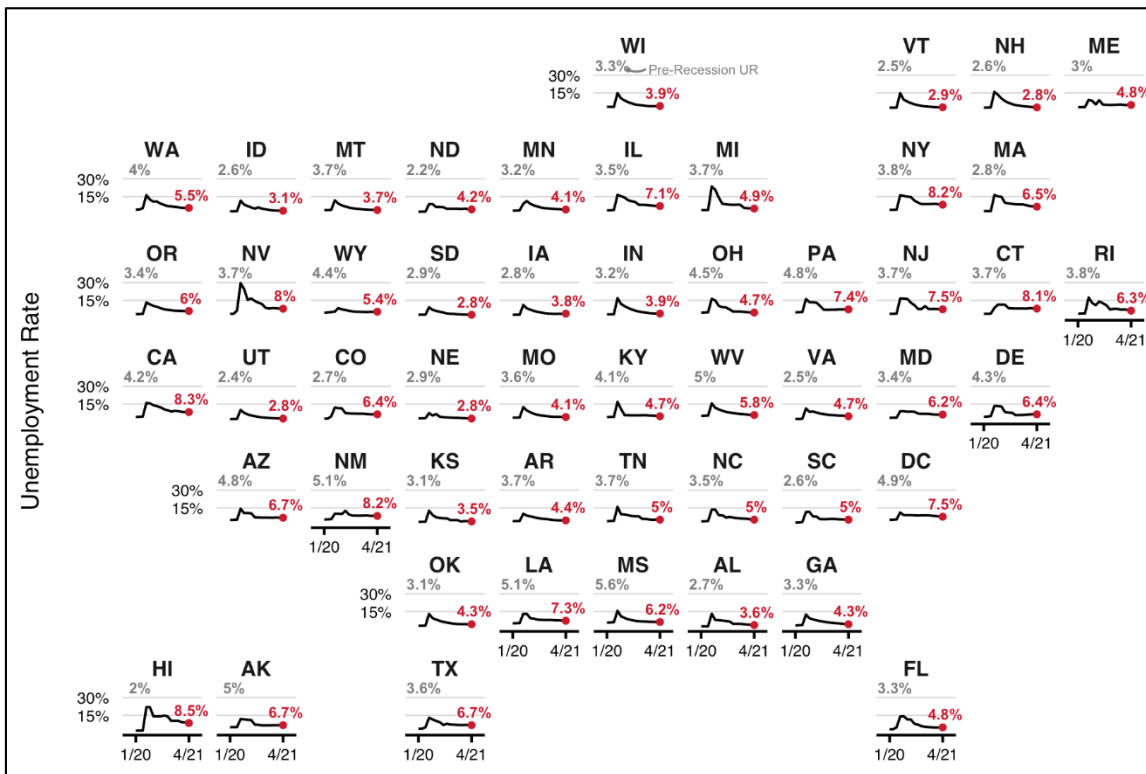 Unemployment Rate
WI VT NH ME
3.3% Pre-Recession UR 2.5% 2.6% 3%
30%
15% 3.9% 2.9% 2.8% 4.8%
WA ID MT ND MN IL MI NY MA
4% 2.6% 3.7% 2.2% 3.2% 3.5% 3.7% 3.8% 2.8%
30%
15% 5.5% 3.1% 3.7% 4.2% 4.1% 7.1% 4.9% 8.2% 6.5%
OR NV WY SD IA IN OH PA NJ CT RI
3.4% 3.7% 4.4% 2.9% 2.8% 3.2% 4.5% 4.8% 3.7% 3.7% 3.8%
30%
15% 6% 8% 5.4% 2.8% 3.8% 3.9% 4.7% 7.4% 7.5% 8.1% 6.3%
1/20 4/21
CA UT CO NE MO KY WV VA MD DE
4.2% 2.4% 2.7% 2.9% 3.6% 4.1% 5% 2.5% 3.4% 4.3%
30%
15% 8.3% 2.8% 6.4% 2.8% 4.1% 4.7% 5.8% 4.7% 6.2% 6.4%
1/20 4/21
AZ NM KS AR TN NC SC DC
4.8% 5.1% 3.1% 3.7% 3.7% 3.5% 2.6% 4.9%
30%
15% 6.7% 8.2% 3.5% 4.4% 5% 5% 5% 7.5%
1/20 4/21
OK LA MS AL GA
3.1% 5.1% 5.6% 2.7% 3.3%
30%
15% 4.3% 7.3% 6.2% 3.6% 4.3%
1/20 4/21 1/20 4/21 1/20 4/21 1/20 4/21
HI AK TX FL
2% 5% 3.6% 3.3%
30%
15% 8.5% 6.7% 6.7% 4.8%
1/20 4/21 1/20 4/21 1/20 4/21 1/20 4/21